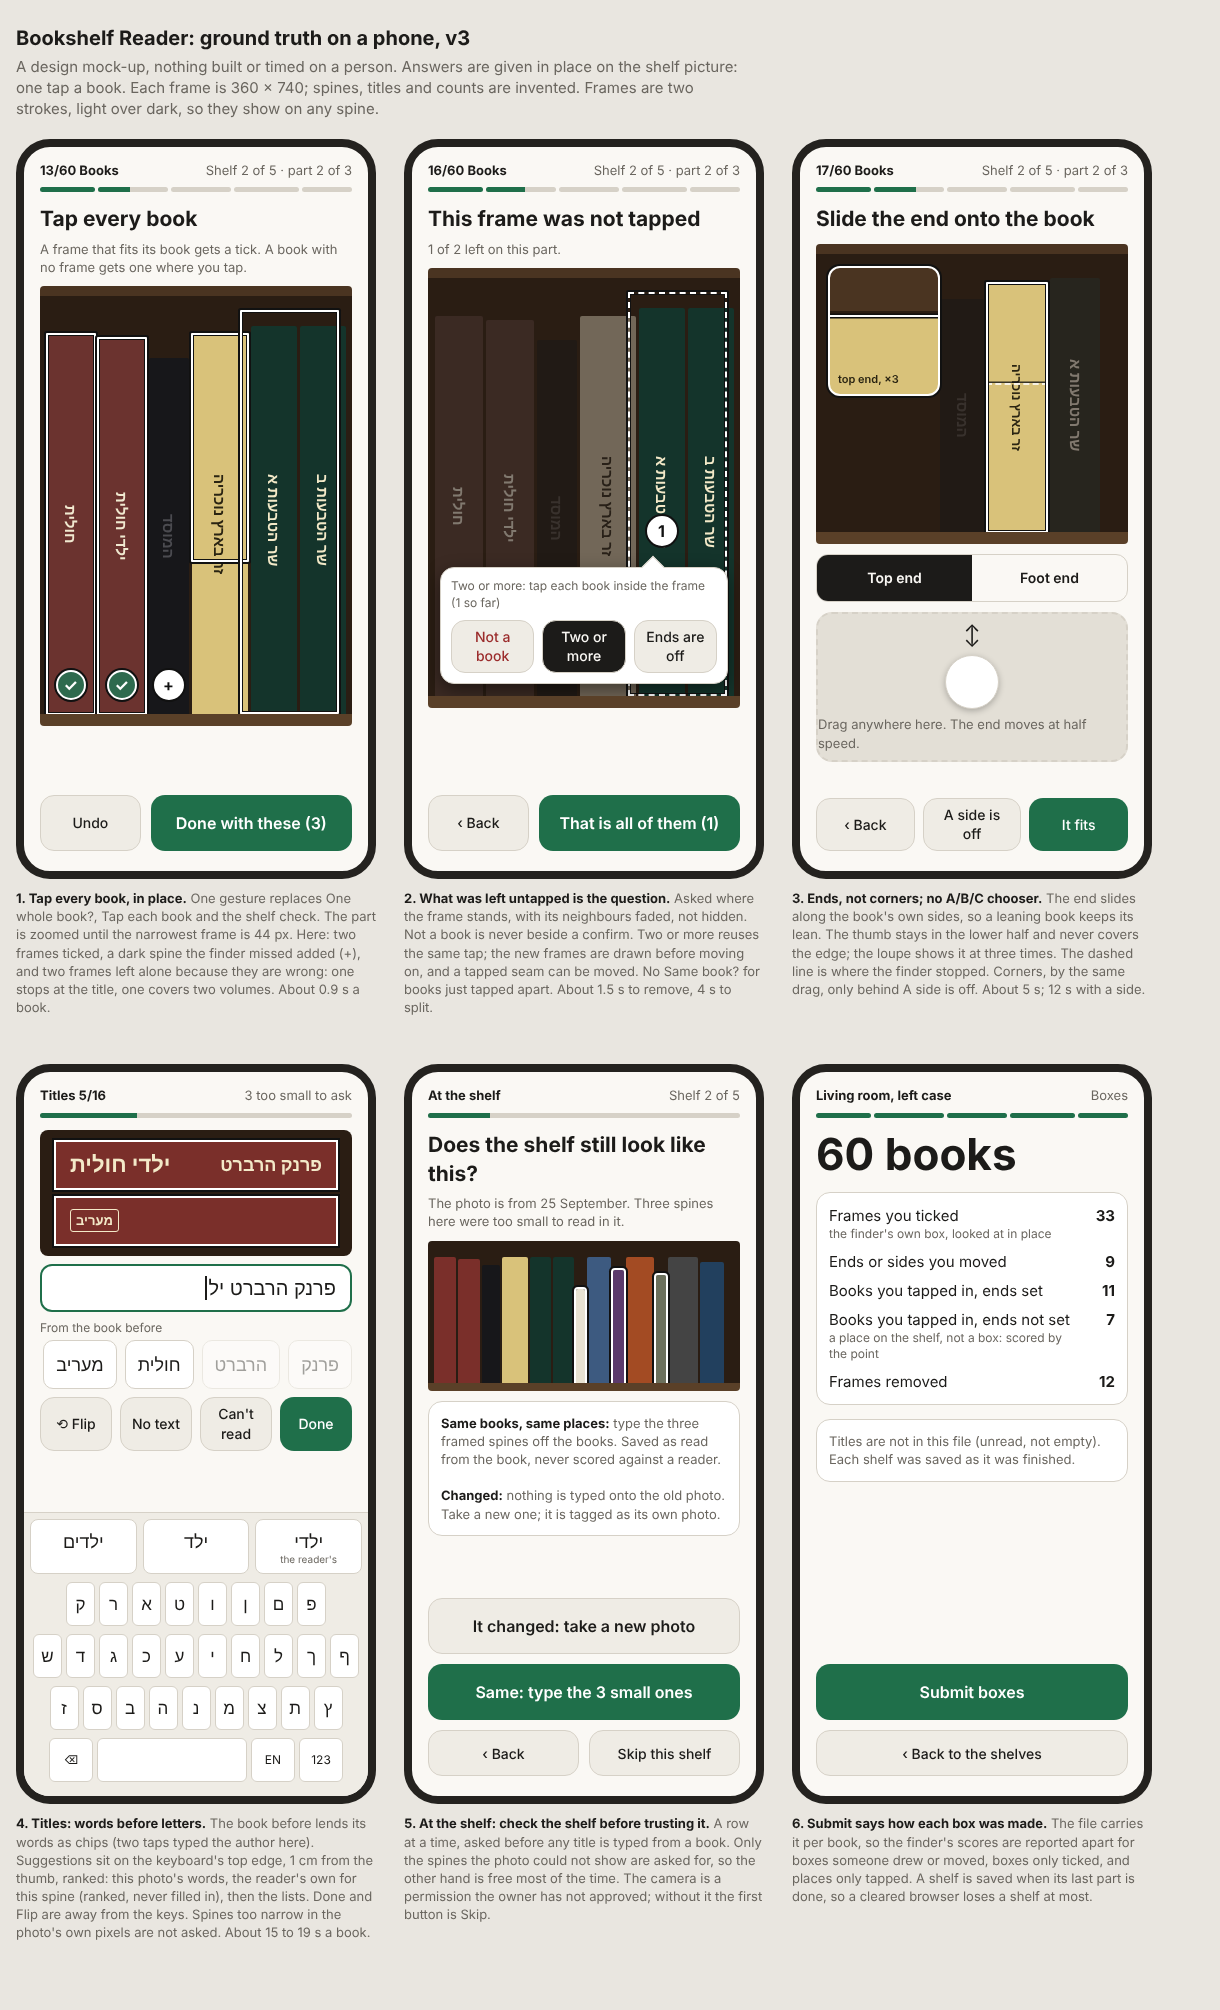 Bookshelf Reader: ground truth on a phone, v3
A design mock-up, nothing built or timed on a person. Answers are given in place on the shelf picture:
one tap a book. Each frame is 360 × 740; spines, titles and counts are invented. Frames are two
strokes, light over dark, so they show on any spine.
13/60 Books
Shelf 2 of 5 · part 2 of 3
Tap every book
A frame that fits its book gets a tick. A book with
no frame gets one where you tap.
חולית
ילדי חולית
המוסד
זר בארץ נוכריה
שר הטבעות א
שר הטבעות ב
+
Undo
Done with these (3)
1. Tap every book, in place. One gesture replaces One
whole book?, Tap each book and the shelf check. The part
is zoomed until the narrowest frame is 44 px. Here: two
frames ticked, a dark spine the finder missed added (+),
and two frames left alone because they are wrong: one
stops at the title, one covers two volumes. About 0.9 s a
book.
16/60 Books
Shelf 2 of 5 · part 2 of 3
This frame was not tapped
1 of 2 left on this part.
חולית
ילדי חולית
המוסד
זר בארץ נוכריה
טבעות א
שר הטבעות ב
1
Two or more: tap each book inside the frame
(1 so far)
Not a
book
Two or
more
Ends are
off
‹ Back
That is all of them (1)
2. What was left untapped is the question. Asked where
the frame stands, with its neighbours faded, not hidden.
Not a book is never beside a confirm. Two or more reuses
the same tap; the new frames are drawn before moving
on, and a tapped seam can be moved. No Same book? for
books just tapped apart. About 1.5 s to remove, 4 s to
split.
17/60 Books
Shelf 2 of 5 · part 2 of 3
Slide the end onto the book
top end, ×3
המוסד
זר בארץ נוכריה
שר הטבעות א
Top end
Foot end
Drag anywhere here. The end moves at half
speed.
‹ Back
A side is
off
It fits
3. Ends, not corners; no A/B/C chooser. The end slides
along the book's own sides, so a leaning book keeps its
lean. The thumb stays in the lower half and never covers
the edge; the loupe shows it at three times. The dashed
line is where the finder stopped. Corners, by the same
drag, only behind A side is off. About 5 s; 12 s with a side.
Titles 5/16
3 too small to ask
פרנק הרברט
ילדי חולית
מעריב
פרנק הרברט יל
From the book before
פרנק
הרברט
חולית
מעריב
⟲ Flip
No text
Can't
read
Done
ילדי
the reader's
ילד
ילדים
ק ר א ט ו ן ם פ
ש ד ג כ ע י ח ל ך ף
ז ס ב ה נ מ צ ת ץ
⌫
EN
123
4. Titles: words before letters. The book before lends its
words as chips (two taps typed the author here).
Suggestions sit on the keyboard's top edge, 1 cm from the
thumb, ranked: this photo's words, the reader's own for
this spine (ranked, never filled in), then the lists. Done and
Flip are away from the keys. Spines too narrow in the
photo's own pixels are not asked. About 15 to 19 s a book.
At the shelf
Shelf 2 of 5
Does the shelf still look like
this?
The photo is from 25 September. Three spines
here were too small to read in it.
Same books, same places: type the three
framed spines off the books. Saved as read
from the book, never scored against a reader.
Changed: nothing is typed onto the old photo.
Take a new one; it is tagged as its own photo.
It changed: take a new photo
Same: type the 3 small ones
‹ Back
Skip this shelf
5. At the shelf: check the shelf before trusting it. A row
at a time, asked before any title is typed from a book. Only
the spines the photo could not show are asked for, so the
other hand is free most of the time. The camera is a
permission the owner has not approved; without it the first
button is Skip.
Living room, left case
Boxes
60 books
Frames you ticked 33
the finder's own box, looked at in place
Ends or sides you moved 9
Books you tapped in, ends set 11
Books you tapped in, ends not set 7
a place on the shelf, not a box: scored by
the point
Frames removed 12
Titles are not in this file (unread, not empty).
Each shelf was saved as it was finished.
Submit boxes
‹ Back to the shelves
6. Submit says how each box was made. The file carries
it per book, so the finder's scores are reported apart for
boxes someone drew or moved, boxes only ticked, and
places only tapped. A shelf is saved when its last part is
done, so a cleared browser loses a shelf at most.